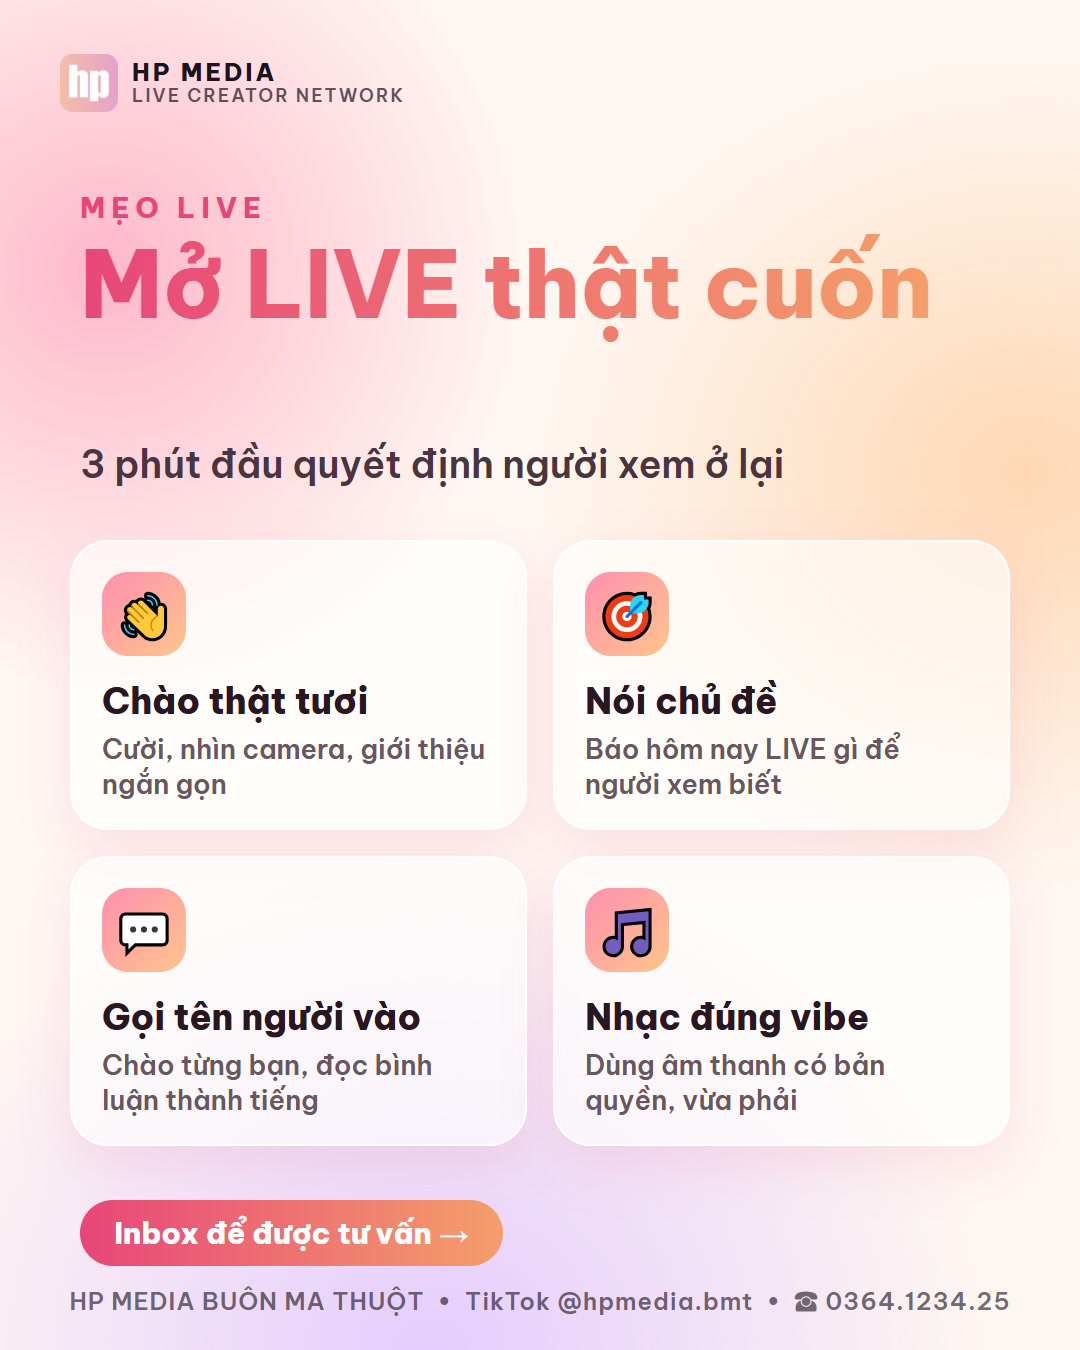 hp
HP MEDIA
LIVE CREATOR NETWORK
MẸO LIVE
Mở LIVE thật cuốn
3 phút đầu quyết định người xem ở lại
Chào thật tươi
Cười, nhìn camera, giới thiệu
ngắn gọn
Nói chủ đề
Báo hôm nay LIVE gì để
người xem biết
Gọi tên người vào
Chào từng bạn, đọc bình
luận thành tiếng
Nhạc đúng vibe
Dùng âm thanh có bản
quyền, vừa phải
Inbox để được tư vấn →
HP MEDIA BUÔN MA THUỘT • TikTok @hpmedia.bmt • ☎ 0364.1234.25